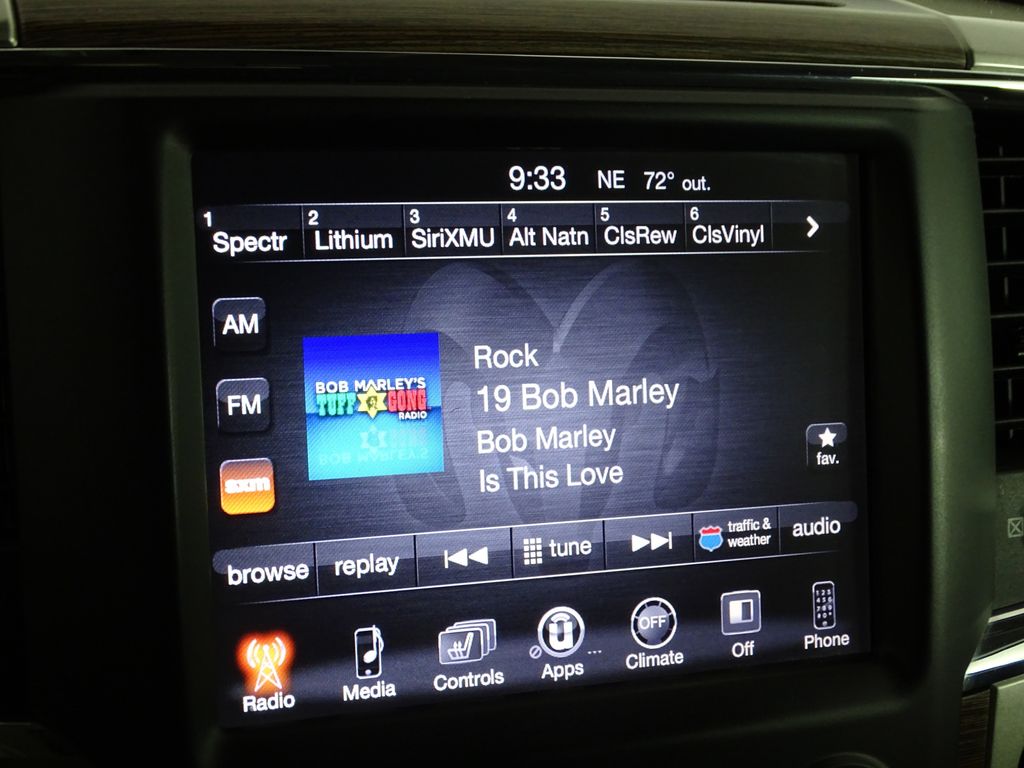 9:33 NE 72° out.
1 2 3 4 5 6
Spectr Lithium SiriXMU Alt Natn ClsRew ClsVinyl
AM
FM
sxm
BOB MARLEY'S
TUFF GONG
RADIO
Rock
19 Bob Marley
Bob Marley
Is This Love
fav.
browse replay tune traffic & weather audio
OFF
Radio Media Controls Apps Climate Off Phone